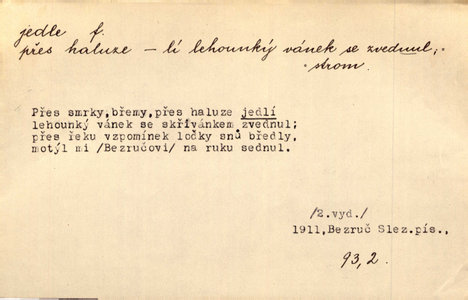 jedle f.
přes haluze – lí lehounký vánek se zvednul;
strom.
Přes smrky,břemy,přes haluze jedlí
lehounký vánek se skřivánkem zvednul;
přes řeku vzpomínek ločky snů bředly,
motýl mi /Bezručovi/ na ruku sednul.
/2.vyd./
1911,Bezruč Slez.pís.,
93,2.